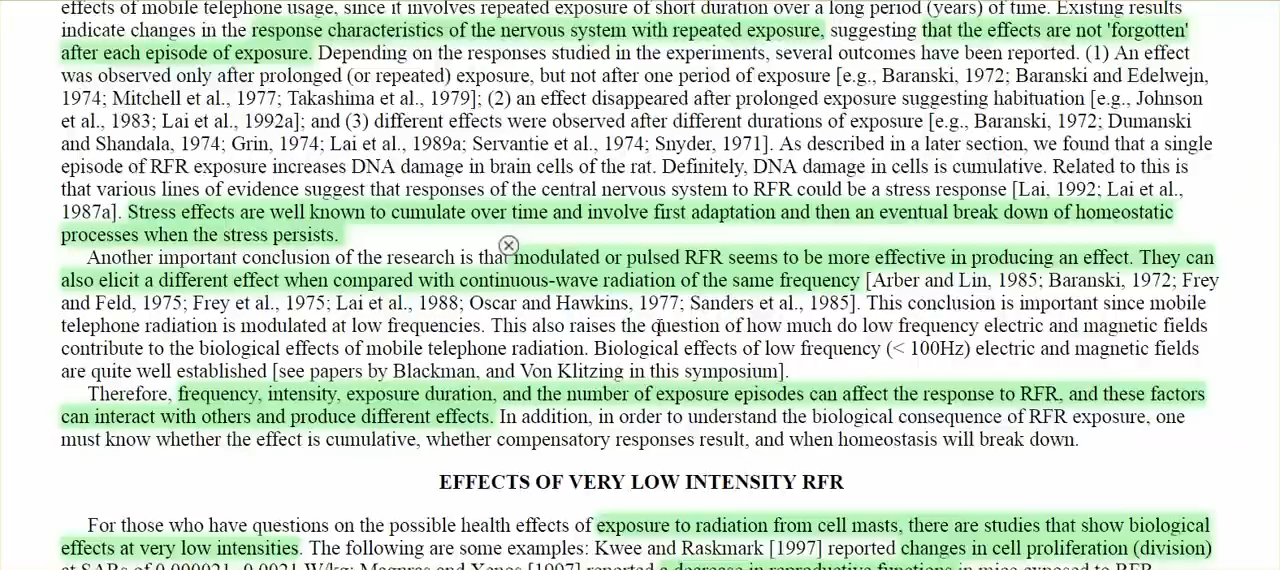 effects of mobile telephone usage, since it involves repeated exposure of short duration over a long period (years) of time. Existing results
indicate changes in the response characteristics of the nervous system with repeated exposure, suggesting that the effects are not 'forgotten'
after each episode of exposure. Depending on the responses studied in the experiments, several outcomes have been reported. (1) An effect
was observed only after prolonged (or repeated) exposure, but not after one period of exposure [e.g., Baranski, 1972; Baranski and Edelwejn,
1974; Mitchell et al., 1977; Takashima et al., 1979]; (2) an effect disappeared after prolonged exposure suggesting habituation [e.g., Johnson
et al., 1983; Lai et al., 1992a]; and (3) different effects were observed after different durations of exposure [e.g., Baranski, 1972; Dumanski
and Shandala, 1974; Grin, 1974; Lai et al., 1989a; Servantie et al., 1974; Snyder, 1971]. As described in a later section, we found that a single
episode of RFR exposure increases DNA damage in brain cells of the rat. Definitely, DNA damage in cells is cumulative. Related to this is
that various lines of evidence suggest that responses of the central nervous system to RFR could be a stress response [Lai, 1992; Lai et al.,
1987a]. Stress effects are well known to cumulate over time and involve first adaptation and then an eventual break down of homeostatic
processes when the stress persists.
Another important conclusion of the research is that modulated or pulsed RFR seems to be more effective in producing an effect. They can
also elicit a different effect when compared with continuous-wave radiation of the same frequency [Arber and Lin, 1985; Baranski, 1972; Frey
and Feld, 1975; Frey et al., 1975; Lai et al., 1988; Oscar and Hawkins, 1977; Sanders et al., 1985]. This conclusion is important since mobile
telephone radiation is modulated at low frequencies. This also raises the question of how much do low frequency electric and magnetic fields
contribute to the biological effects of mobile telephone radiation. Biological effects of low frequency (< 100Hz) electric and magnetic fields
are quite well established [see papers by Blackman, and Von Klitzing in this symposium].
Therefore, frequency, intensity, exposure duration, and the number of exposure episodes can affect the response to RFR, and these factors
can interact with others and produce different effects. In addition, in order to understand the biological consequence of RFR exposure, one
must know whether the effect is cumulative, whether compensatory responses result, and when homeostasis will break down.
EFFECTS OF VERY LOW INTENSITY RFR
For those who have questions on the possible health effects of exposure to radiation from cell masts, there are studies that show biological
effects at very low intensities. The following are some examples: Kwee and Raskmark [1997] reported changes in cell proliferation (division)
at SARs of 0.000021- 0.0021 W/kg; Magras and Xenos [1997] reported a decrease in reproductive functions in mice exposed to RFR